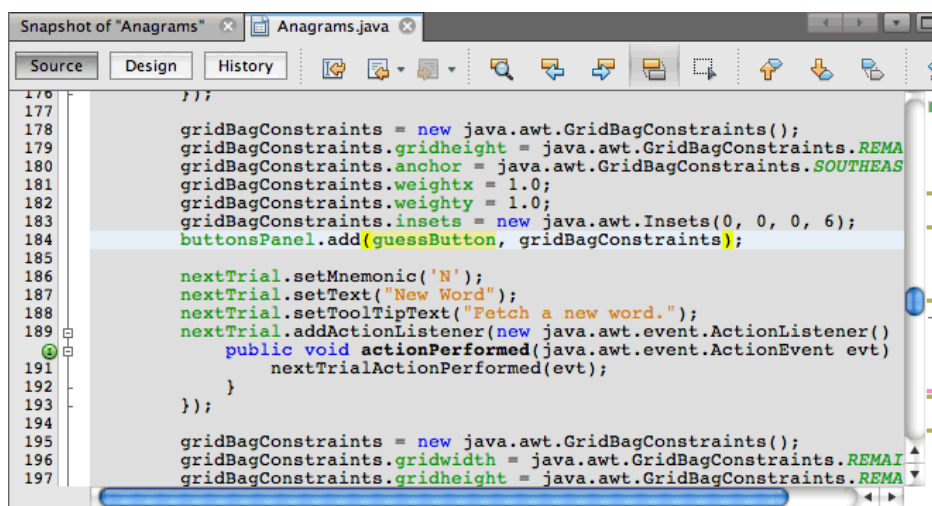 Snapshot of "Anagrams" Anagrams.java
Source Design History
176 });
177
178 gridBagConstraints = new java.awt.GridBagConstraints();
179 gridBagConstraints.gridheight = java.awt.GridBagConstraints.REMA
180 gridBagConstraints.anchor = java.awt.GridBagConstraints.SOUTHEAS
181 gridBagConstraints.weightx = 1.0;
182 gridBagConstraints.weighty = 1.0;
183 gridBagConstraints.insets = new java.awt.Insets(0, 0, 0, 6);
184 buttonsPanel.add(guessButton, gridBagConstraints);
185
186 nextTrial.setMnemonic('N');
187 nextTrial.setText("New Word");
188 nextTrial.setToolTipText("Fetch a new word.");
189 nextTrial.addActionListener(new java.awt.event.ActionListener()
public void actionPerformed(java.awt.event.ActionEvent evt)
191 nextTrialActionPerformed(evt);
192 }
193 });
194
195 gridBagConstraints = new java.awt.GridBagConstraints();
196 gridBagConstraints.gridwidth = java.awt.GridBagConstraints.REMAI
197 gridBagConstraints.gridheight = java.awt.GridBagConstraints.REMA